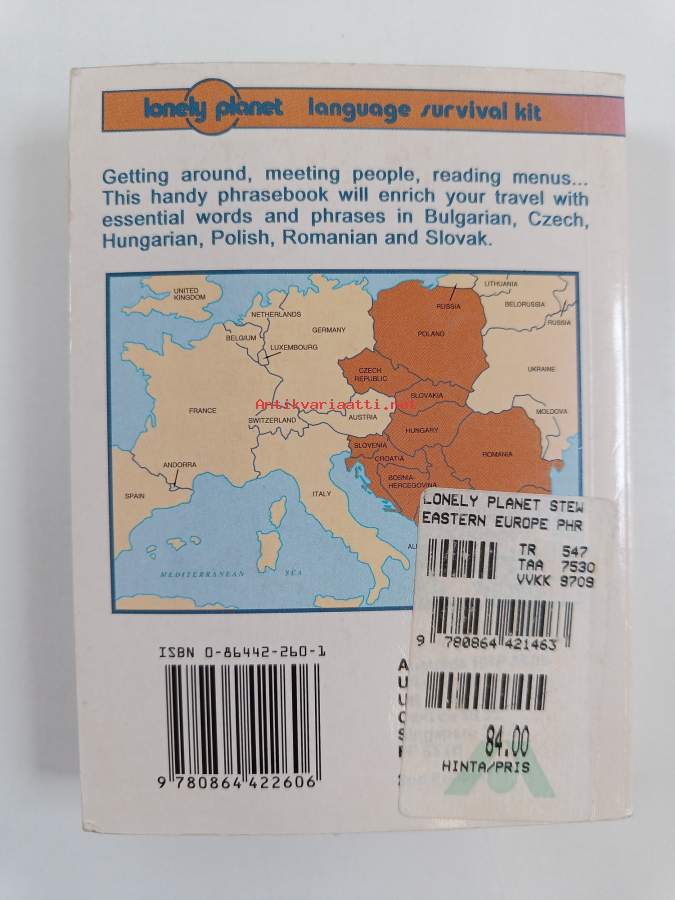 lonely planet language survival kit
Getting around, meeting people, reading menus...
This handy phrasebook will enrich your travel with
essential words and phrases in Bulgarian, Czech,
Hungarian, Polish, Romanian and Slovak.
UNITED
KINGDOM
NETHERLANDS
BELGIUM
LUXEMBOURG
GERMANY
LITHUANIA
RUSSIA
BELORUSSIA
RUSSIA
POLAND
CZECH
REPUBLIC
UKRAINE
SLOVAKIA
MOLDOVA
FRANCE
SWITZERLAND
AUSTRIA
HUNGARY
SLOVENIA
ROMANIA
CROATIA
BOSNIA-
HERCEGOVINA
ANDORRA
SPAIN
ITALY
MEDITERRANEAN SEA
Antikvariaatti.net
LONELY PLANET STEW
EASTERN EUROPE PHR
TR 547
TAA 7530
VVKK 9709
9 780864 421463
84.00
HINTA/PRIS
ISBN 0-86442-260-1
9 780864 422606